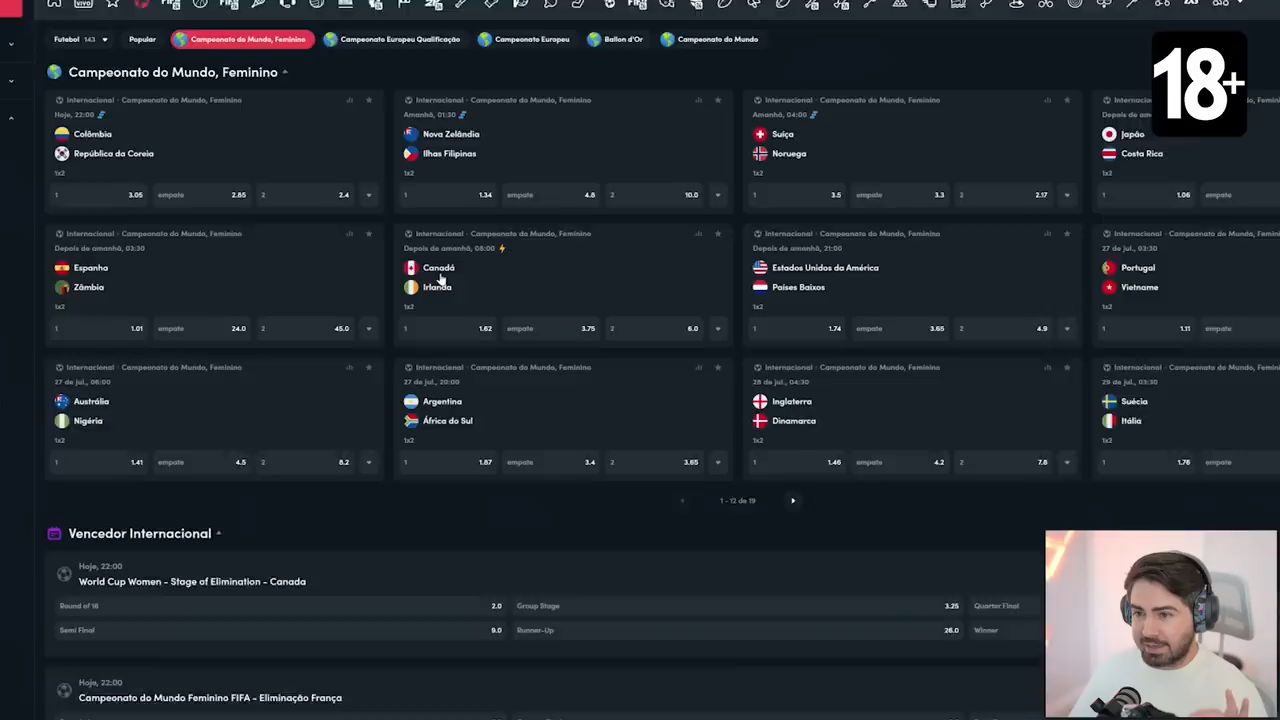 Futebol 143
Popular
Campeonato do Mundo, Feminino
Campeonato Europeu Qualificação
Campeonato Europeu
Ballon d'Or
Campeonato do Mundo
18+
Campeonato do Mundo, Feminino
Internacional · Campeonato do Mundo, Feminino
Hoje, 22:00
Colômbia
República da Coreia
1x2
1 3.05 empate 2.85 2 2.4
Internacional · Campeonato do Mundo, Feminino
Amanhã, 01:30
Nova Zelândia
Ilhas Filipinas
1x2
1 1.34 empate 4.8 2 10.0
Internacional · Campeonato do Mundo, Feminino
Amanhã, 04:00
Suíça
Noruega
1x2
1 3.5 empate 3.3 2 2.17
Internacio
Depois de am
Japão
Costa Rica
1x2
1 1.06 empate
Internacional · Campeonato do Mundo, Feminino
Depois de amanhã, 03:30
Espanha
Zâmbia
1x2
1 1.01 empate 24.0 2 45.0
Internacional · Campeonato do Mundo, Feminino
Depois de amanhã, 08:00
Canadá
Irlanda
1x2
1 1.62 empate 3.75 2 6.0
Internacional · Campeonato do Mundo, Feminino
Depois de amanhã, 21:00
Estados Unidos da América
Países Baixos
1x2
1 1.74 empate 3.65 2 4.9
Internacional · Campeonato do Mundo, Femini
27 de jul., 03:30
Portugal
Vietname
1x2
1 1.11 empate
Internacional · Campeonato do Mundo, Feminino
27 de jul., 06:00
Austrália
Nigéria
1x2
1 1.41 empate 4.5 2 8.2
Internacional · Campeonato do Mundo, Feminino
27 de jul., 20:00
Argentina
África do Sul
1x2
1 1.87 empate 3.4 2 3.65
Internacional · Campeonato do Mundo, Feminino
28 de jul., 04:30
Inglaterra
Dinamarca
1x2
1 1.46 empate 4.2 2 7.8
Internacional · Campeonato do Mundo, Femini
29 de jul., 03:30
Suécia
Itália
1x2
1 1.76 empate
1 - 12 de 19
Vencedor Internacional
Hoje, 22:00
World Cup Women - Stage of Elimination - Canada
Round of 16 2.0 Group Stage 3.25 Quarter Final
Semi Final 9.0 Runner-Up 26.0 Winner
Hoje, 22:00
Campeonato do Mundo Feminino FIFA - Eliminação França